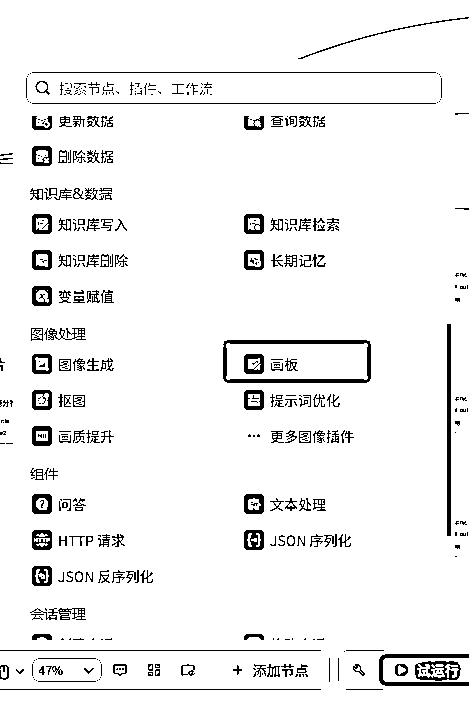 搜索节点、插件、工作流
更新数据 查询数据
删除数据
知识库&数据
知识库写入 知识库检索
知识库删除 长期记忆
变量赋值
图像处理
图像生成 画板
抠图 提示词优化
画质提升 ··· 更多图像插件
组件
问答 文本处理
HTTP 请求 JSON 序列化
JSON 反序列化
会话管理
47% + 添加节点 试运行